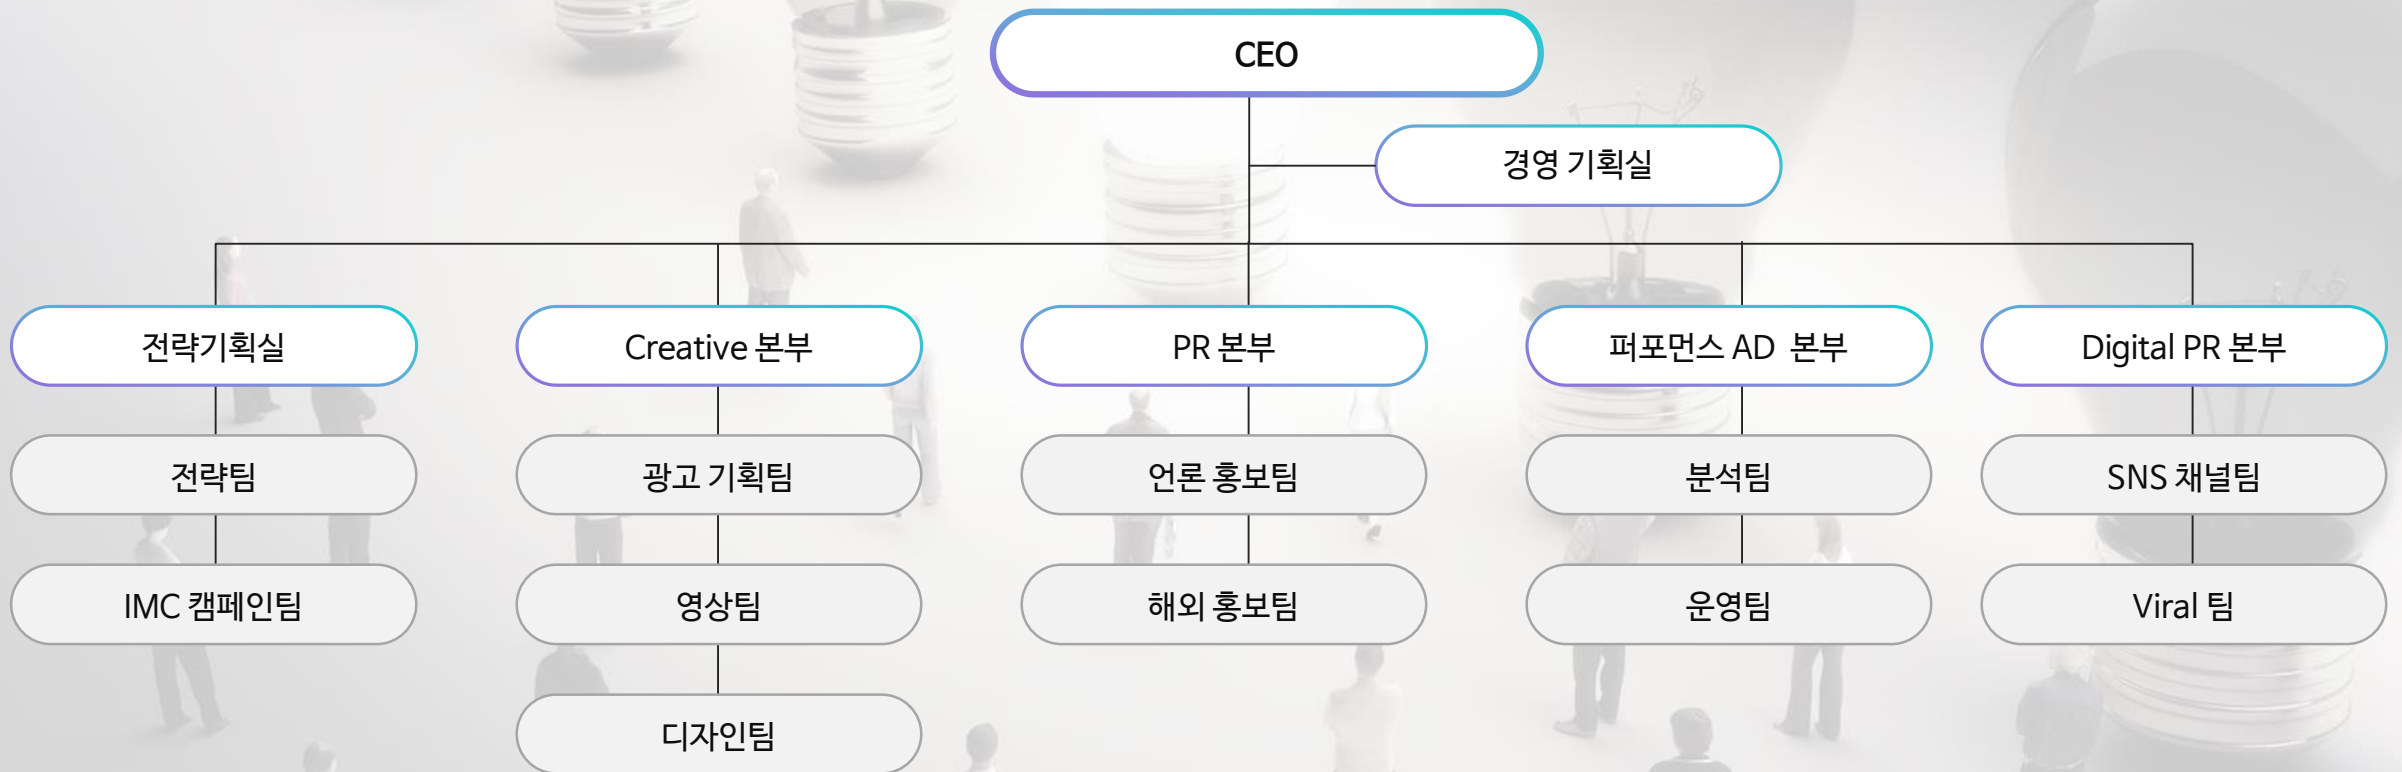 CEO
경영 기획실
전략기획실
Creative 본부
PR 본부
퍼포먼스 AD 본부
Digital PR 본부
전략팀
광고 기획팀
언론 홍보팀
분석팀
SNS 채널팀
IMC 캠페인팀
영상팀
해외 홍보팀
운영팀
Viral 팀
디자인팀